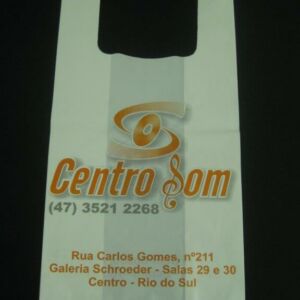 Centro Som
(47) 3521 2268
Rua Carlos Gomes, nº211
Galeria Schroeder - Salas 29 e 30
Centro - Rio do Sul